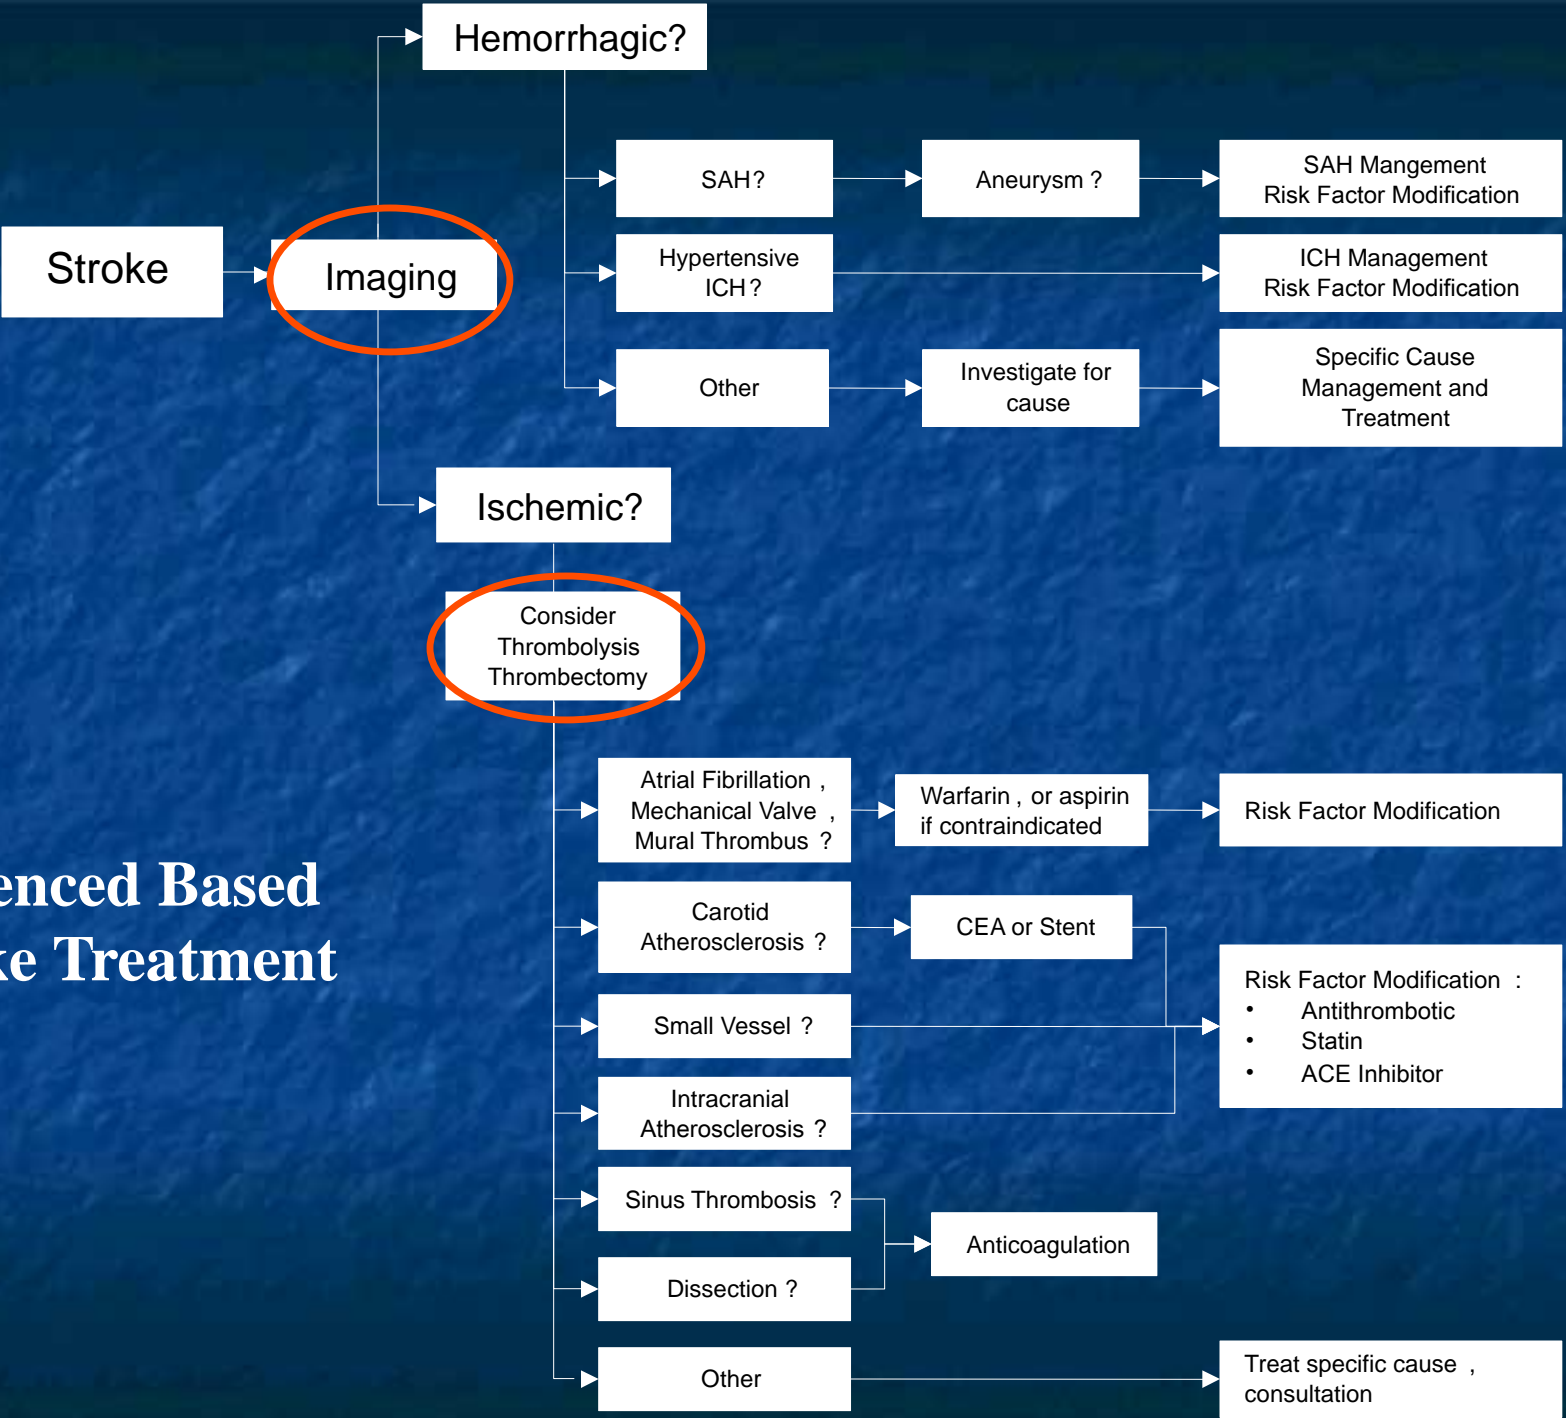 Hemorrhagic?
SAH?
Aneurysm ?
SAH Mangement
Risk Factor Modification
Stroke
Imaging
Hypertensive
ICH?
ICH Management
Risk Factor Modification
Other
Investigate for
cause
Specific Cause
Management and
Treatment
Ischemic?
Consider
Thrombolysis
Thrombectomy
Atrial Fibrillation ,
Mechanical Valve ,
Mural Thrombus ?
Warfarin , or aspirin
if contraindicated
Risk Factor Modification
enced Based
ke Treatment
Carotid
Atherosclerosis ?
CEA or Stent
Small Vessel ?
Risk Factor Modification :
• Antithrombotic
• Statin
• ACE Inhibitor
Intracranial
Atherosclerosis ?
Sinus Thrombosis ?
Anticoagulation
Dissection ?
Other
Treat specific cause ,
consultation